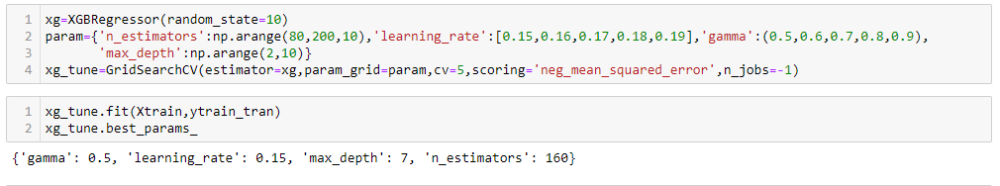 1 xg=XGBRegressor(random_state=10)
2 param={'n_estimators':np.arange(80,200,10),'learning_rate':[0.15,0.16,0.17,0.18,0.19],'gamma':(0.5,0.6,0.7,0.8,0.9),
3 'max_depth':np.arange(2,10)}
4 xg_tune=GridSearchCV(estimator=xg,param_grid=param,cv=5,scoring='neg_mean_squared_error',n_jobs=-1)
1 xg_tune.fit(Xtrain,ytrain_tran)
2 xg_tune.best_params_
{'gamma': 0.5, 'learning_rate': 0.15, 'max_depth': 7, 'n_estimators': 160}